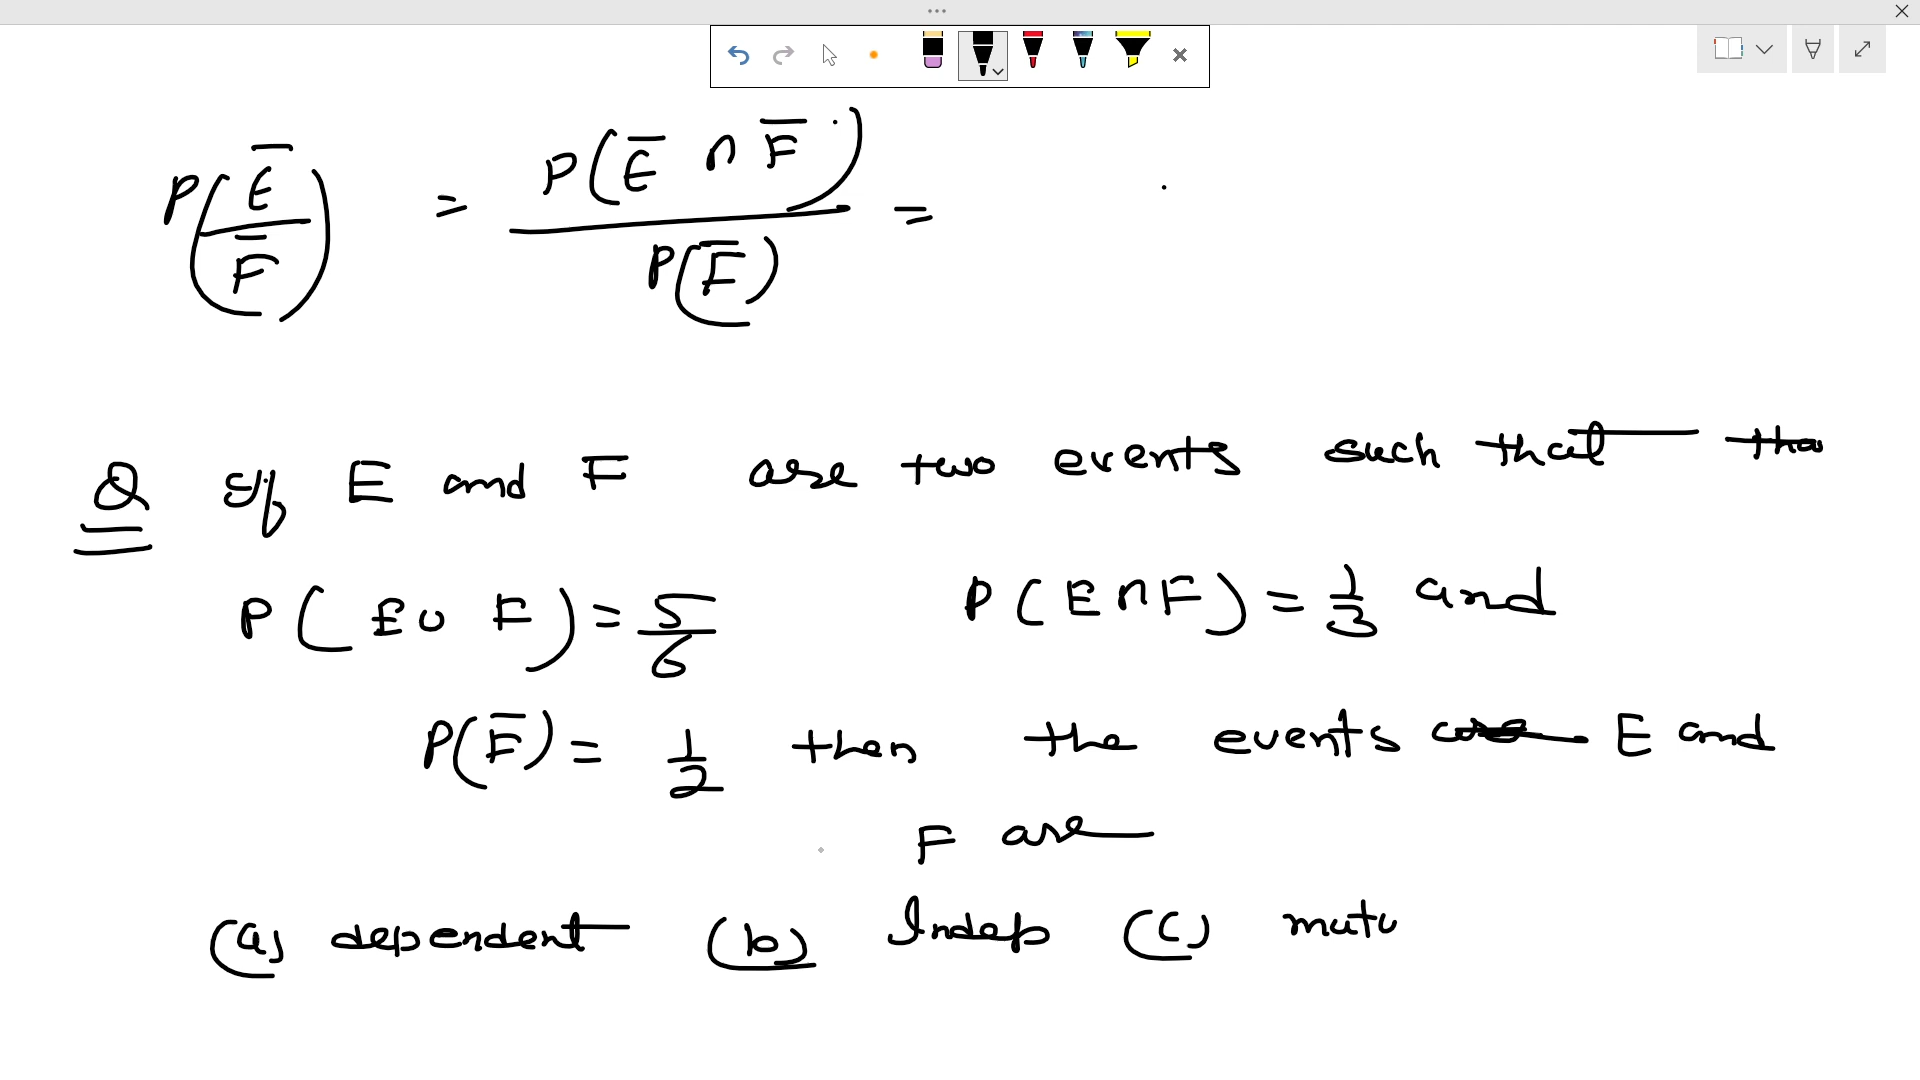 P(E̅/F̅) = P(E̅ ∩ F̅)/P(F̅) =
Q If E and F are two events such that
P(E∪F) = 5/6 P(E∩F) = 1/3 and
P(F̅) = 1/2 then the events E and
F are
(a) dependent (b) Indep (c) mutu